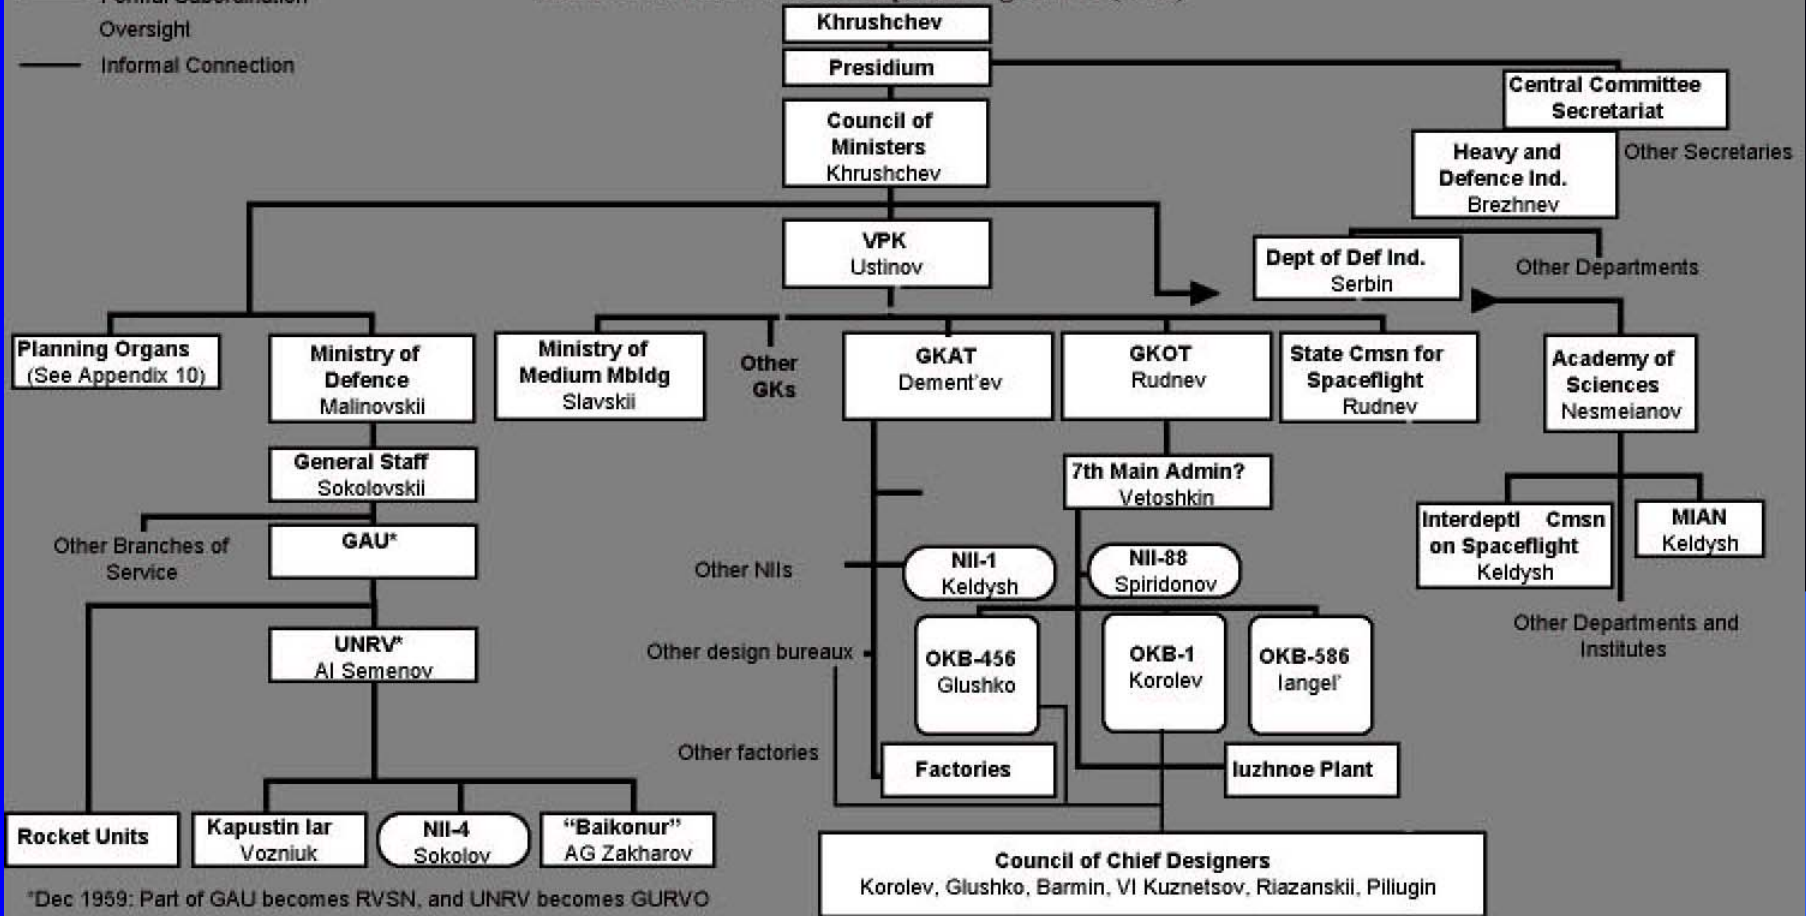 Oversight
Informal Connection
Khrushchev
Presidium
Central Committee
Secretariat
Council of
Ministers
Khrushchev
Heavy and
Defence Ind.
Brezhnev
Other Secretaries
VPK
Ustinov
Dept of Def Ind.
Serbin
Other Departments
Planning Organs
(See Appendix 10)
Ministry of
Defence
Malinovskii
Ministry of
Medium Mbldg
Slavskii
Other
GKs
GKAT
Dement'ev
GKOT
Rudnev
State Cmsn for
Spaceflight
Rudnev
Academy of
Sciences
Nesmeianov
General Staff
Sokolovskii
7th Main Admin?
Vetoshkin
Other Branches of
Service
GAU*
Interdeptl Cmsn
on Spaceflight
Keldysh
MIAN
Keldysh
Other NIIs
NII-1
Keldysh
NII-88
Spiridonov
UNRV*
AI Semenov
Other design bureaux
OKB-456
Glushko
OKB-1
Korolev
OKB-586
Iangel'
Other Departments and
Institutes
Other factories
Factories
Iuzhnoe Plant
Rocket Units
Kapustin Iar
Vozniuk
NII-4
Sokolov
"Baikonur"
AG Zakharov
Council of Chief Designers
Korolev, Glushko, Barmin, VI Kuznetsov, Riazanskii, Piliugin
*Dec 1959: Part of GAU becomes RVSN, and UNRV becomes GURVO